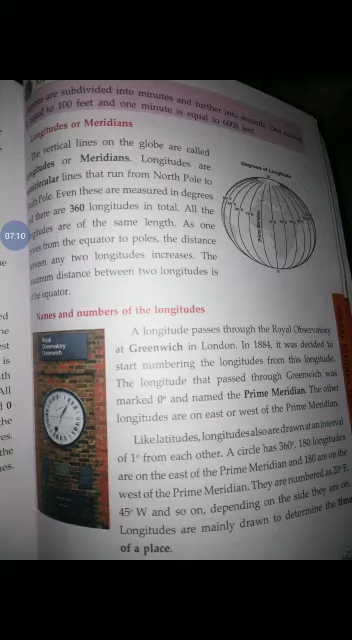 are subdivided into minutes and further into seconds. One second
equal to 100 feet and one minute is equal to 6000 feet.
Longitudes or Meridians
The vertical lines on the globe are called
longitudes or Meridians. Longitudes are
semicircular lines that run from North Pole to
South Pole. Even these are measured in degrees
there are 360 longitudes in total. All the
longitudes are of the same length. As one
moves from the equator to poles, the distance
between any two longitudes increases. The
maximum distance between two longitudes is
the equator.
Degrees of Longitude
Prime Meridian
07:10
Names and numbers of the longitudes
Royal
Observatory
Greenwich
A longitude passes through the Royal Observatory
at Greenwich in London. In 1884, it was decided to
start numbering the longitudes from this longitude.
The longitude that passed through Greenwich was
marked 0° and named the Prime Meridian. The other
longitudes are on east or west of the Prime Meridian.
Like latitudes, longitudes also are drawn at an interval
of 1° from each other. A circle has 360°. 180 longitudes
are on the east of the Prime Meridian and 180 are on the
west of the Prime Meridian. They are numbered as 20° E,
45° W and so on, depending on the side they are on.
Longitudes are mainly drawn to determine the time
of a place.